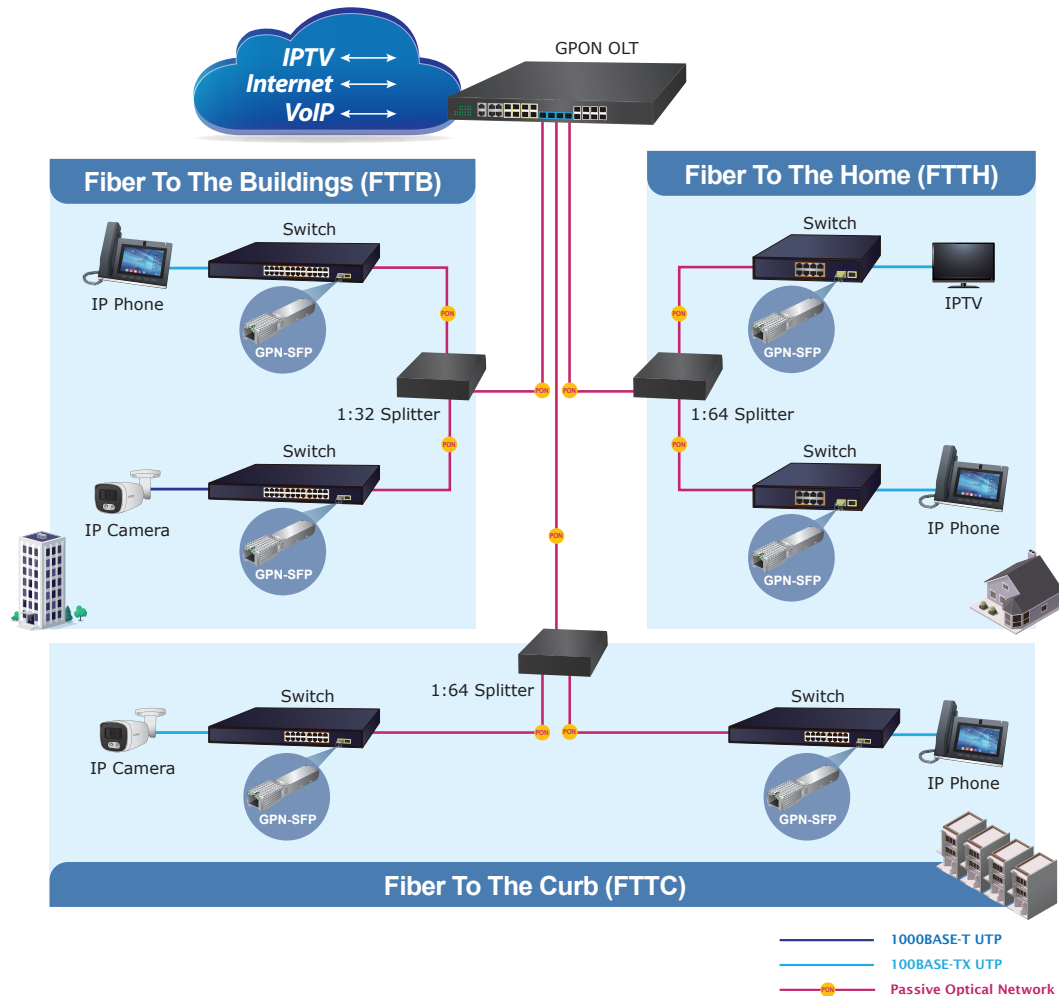 GPON OLT
IPTV
Internet
VoIP
Fiber To The Buildings (FTTB)
Switch
IP Phone
GPN-SFP
PON
1:32 Splitter
PON
PON
Switch
IP Camera
GPN-SFP
Fiber To The Home (FTTH)
Switch
IPTV
GPN-SFP
PON
PON
1:64 Splitter
PON
Switch
IP Phone
GPN-SFP
PON
1:64 Splitter
Switch
IP Camera
GPN-SFP
PON
PON
Switch
IP Phone
GPN-SFP
Fiber To The Curb (FTTC)
1000BASE-T UTP
100BASE-TX UTP
PON Passive Optical Network